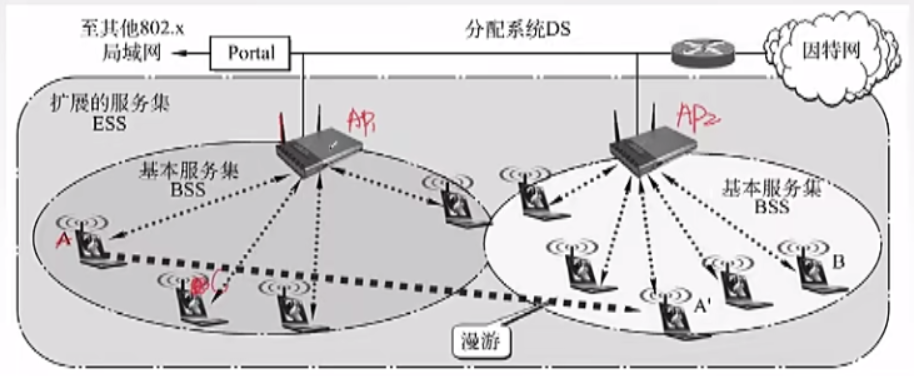 至其他802.x
局域网
Portal
分配系统DS
因特网
扩展的服务集
ESS
AP1
AP2
基本服务集
BSS
基本服务集
BSS
A
B
A'
漫游